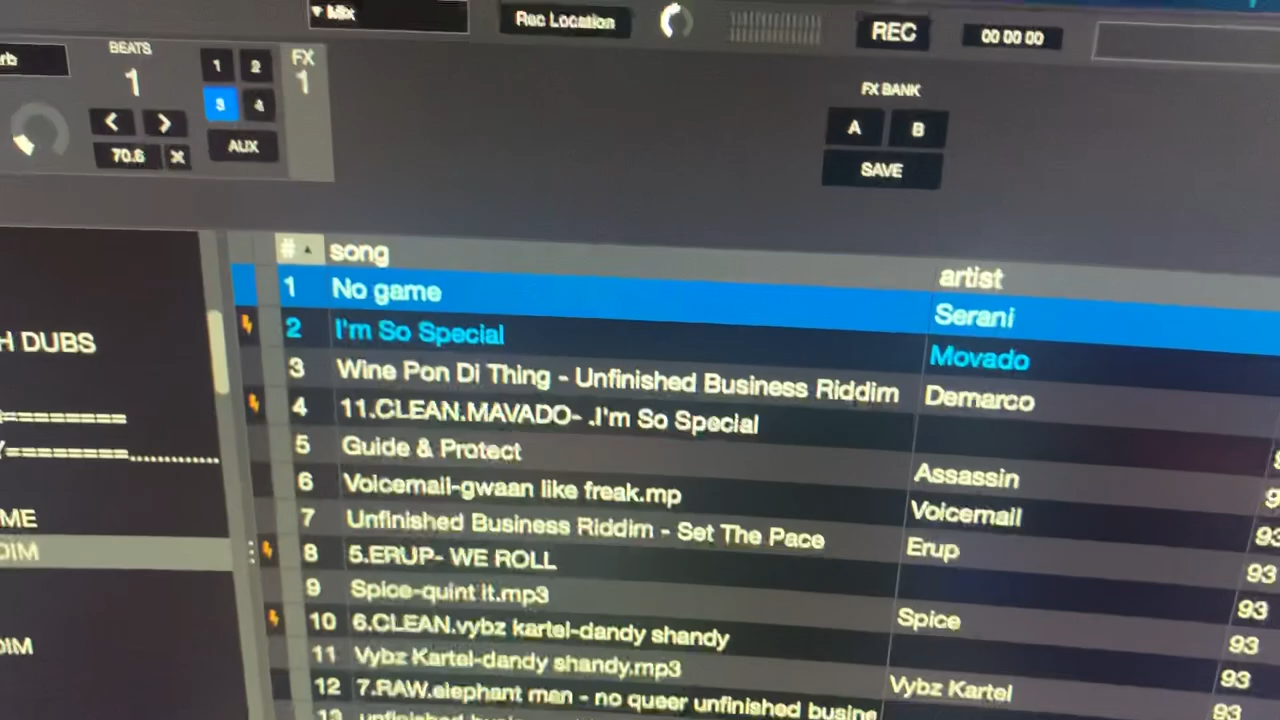 Mix
Rec Location
REC
00 00 00
rb
BEATS
1
1
2
3
4
FX
1
70.6
AUX
FX BANK
A
B
SAVE
# song artist
1 No game Serani
2 I'm So Special Movado
3 Wine Pon Di Thing - Unfinished Business Riddim Demarco
4 11.CLEAN.MAVADO- .I'm So Special
5 Guide & Protect Assassin
6 Voicemail-gwaan like freak.mp Voicemail
7 Unfinished Business Riddim - Set The Pace Erup
8 5.ERUP- WE ROLL
9 Spice-quint it.mp3 Spice
10 6.CLEAN.vybz kartel-dandy shandy
11 Vybz Kartel-dandy shandy.mp3 Vybz Kartel
12 7.RAW.elephant man - no queer unfinished busine
13
9
9
93
93
93
93
93
93
H DUBS
=======
Y========............
ME
DIM
DIM